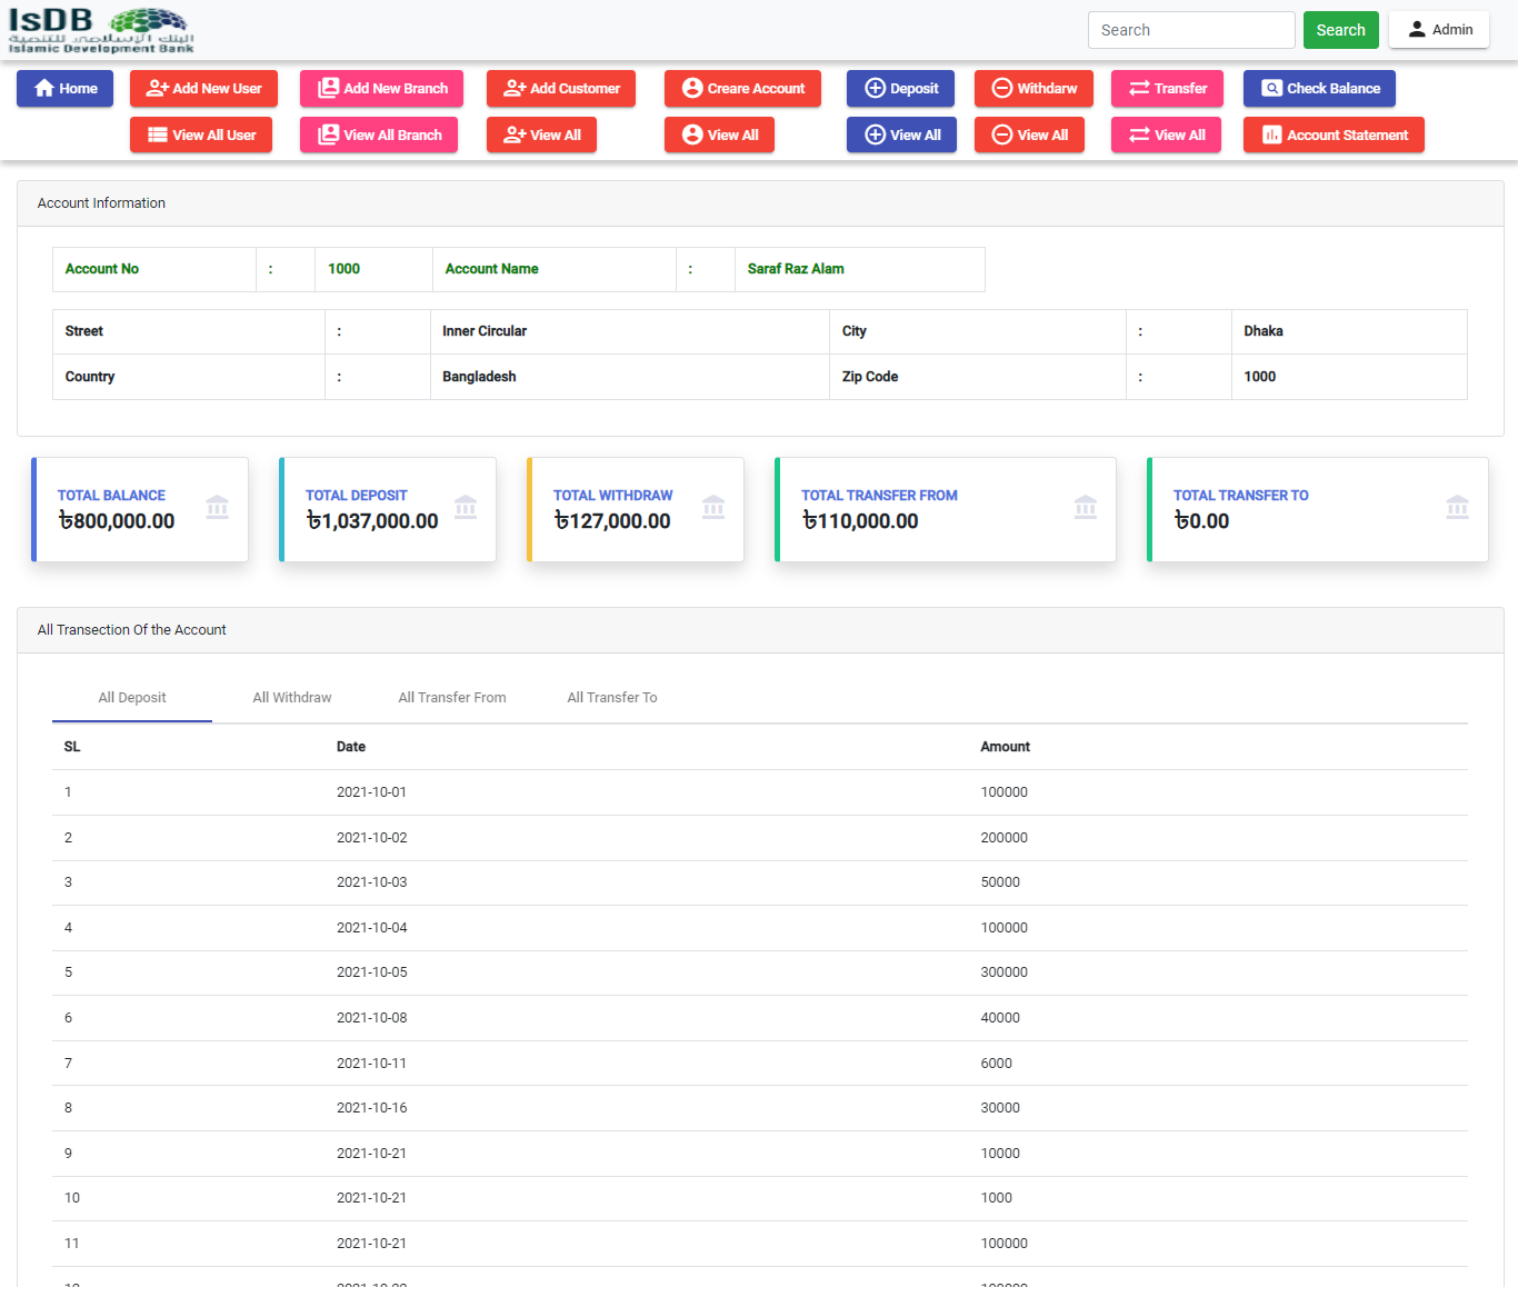 IsDB
البنك الإسلامي للتنمية
Islamic Development Bank
Search
Search
Admin
Home
Add New User
Add New Branch
Add Customer
Creare Account
Deposit
Withdarw
Transfer
Check Balance
View All User
View All Branch
View All
View All
View All
View All
View All
Account Statement
Account Information
Account No : 1000 Account Name : Saraf Raz Alam
Street : Inner Circular City : Dhaka
Country : Bangladesh Zip Code : 1000
TOTAL BALANCE
৳800,000.00
TOTAL DEPOSIT
৳1,037,000.00
TOTAL WITHDRAW
৳127,000.00
TOTAL TRANSFER FROM
৳110,000.00
TOTAL TRANSFER TO
৳0.00
All Transection Of the Account
All Deposit All Withdraw All Transfer From All Transfer To
SL Date Amount
1 2021-10-01 100000
2 2021-10-02 200000
3 2021-10-03 50000
4 2021-10-04 100000
5 2021-10-05 300000
6 2021-10-08 40000
7 2021-10-11 6000
8 2021-10-16 30000
9 2021-10-21 10000
10 2021-10-21 1000
11 2021-10-21 100000